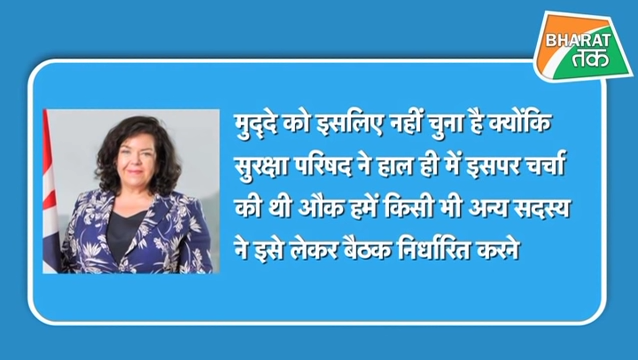 BHARAT
तक
मुद्दे को इसलिए नहीं चुना है क्योंकि
सुरक्षा परिषद ने हाल ही में इसपर चर्चा
की थी औक हमें किसी भी अन्य सदस्य
ने इसे लेकर बैठक निर्धारित करने